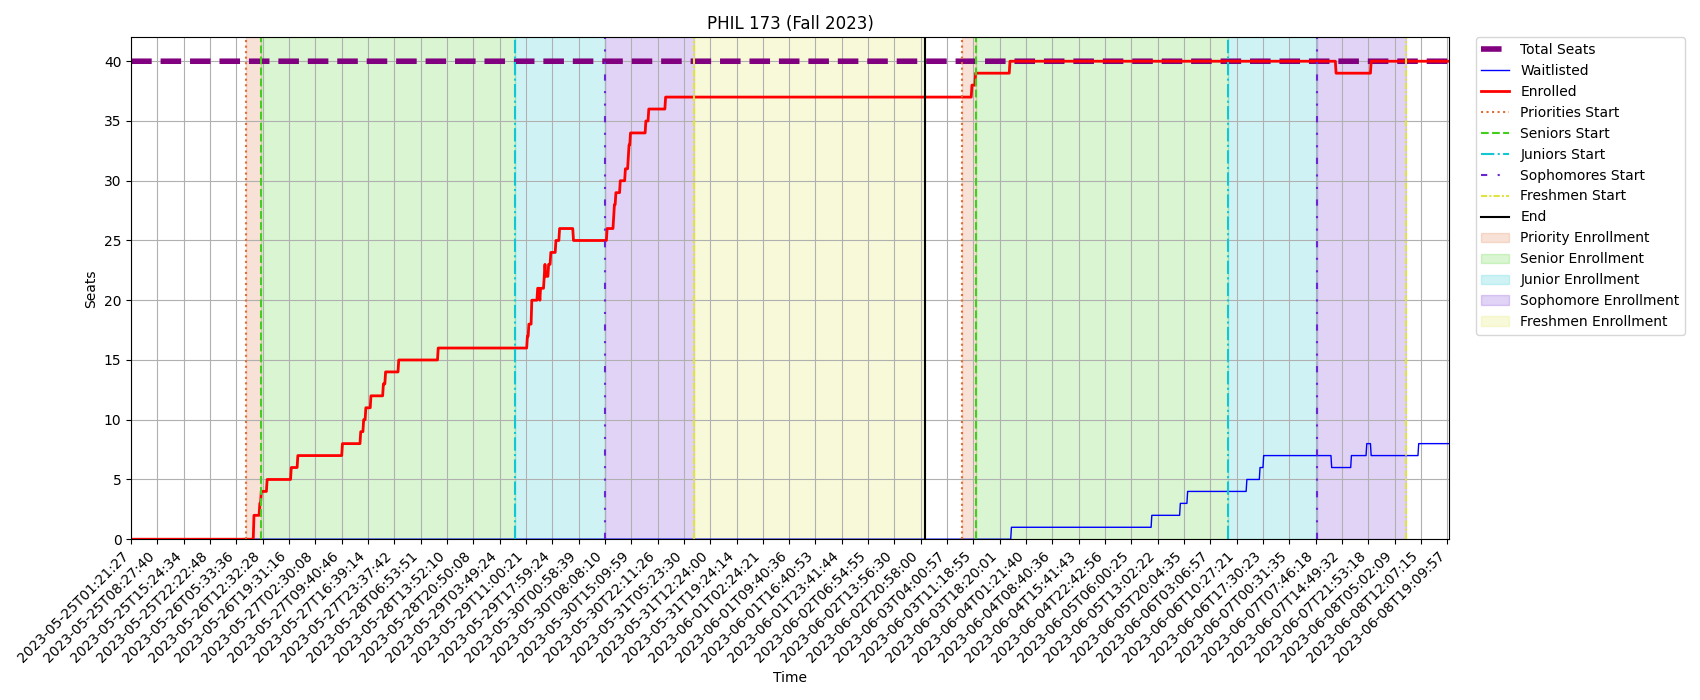 PHIL 173 (Fall 2023)
Seats
40
35
30
25
20
15
10
5
0
2023-05-25T01:21:27
2023-05-25T08:27:40
2023-05-25T15:24:34
2023-05-25T22:22:48
2023-05-26T05:33:36
2023-05-26T12:32:28
2023-05-26T19:31:16
2023-05-27T02:30:08
2023-05-27T09:40:46
2023-05-27T16:39:14
2023-05-27T23:37:42
2023-05-28T06:53:51
2023-05-28T13:52:10
2023-05-28T20:50:08
2023-05-29T03:49:24
2023-05-29T11:00:21
2023-05-29T17:59:24
2023-05-30T00:58:39
2023-05-30T08:08:10
2023-05-30T15:09:59
2023-05-30T22:11:26
2023-05-31T05:23:30
2023-05-31T12:24:00
2023-05-31T19:24:14
2023-06-01T02:24:21
2023-06-01T09:40:36
2023-06-01T16:40:53
2023-06-01T23:41:44
2023-06-02T06:54:55
2023-06-02T13:56:30
2023-06-02T20:58:00
2023-06-03T04:00:57
2023-06-03T11:18:55
2023-06-03T18:20:01
2023-06-04T01:21:40
2023-06-04T08:40:36
2023-06-04T15:41:43
2023-06-04T22:42:56
2023-06-05T06:00:25
2023-06-05T13:02:22
2023-06-05T20:04:35
2023-06-06T03:06:57
2023-06-06T10:27:21
2023-06-06T17:30:23
2023-06-07T00:31:35
2023-06-07T07:46:18
2023-06-07T14:49:32
2023-06-07T21:53:18
2023-06-08T05:02:09
2023-06-08T12:07:15
2023-06-08T19:09:57
Time
Total Seats
Waitlisted
Enrolled
Priorities Start
Seniors Start
Juniors Start
Sophomores Start
Freshmen Start
End
Priority Enrollment
Senior Enrollment
Junior Enrollment
Sophomore Enrollment
Freshmen Enrollment